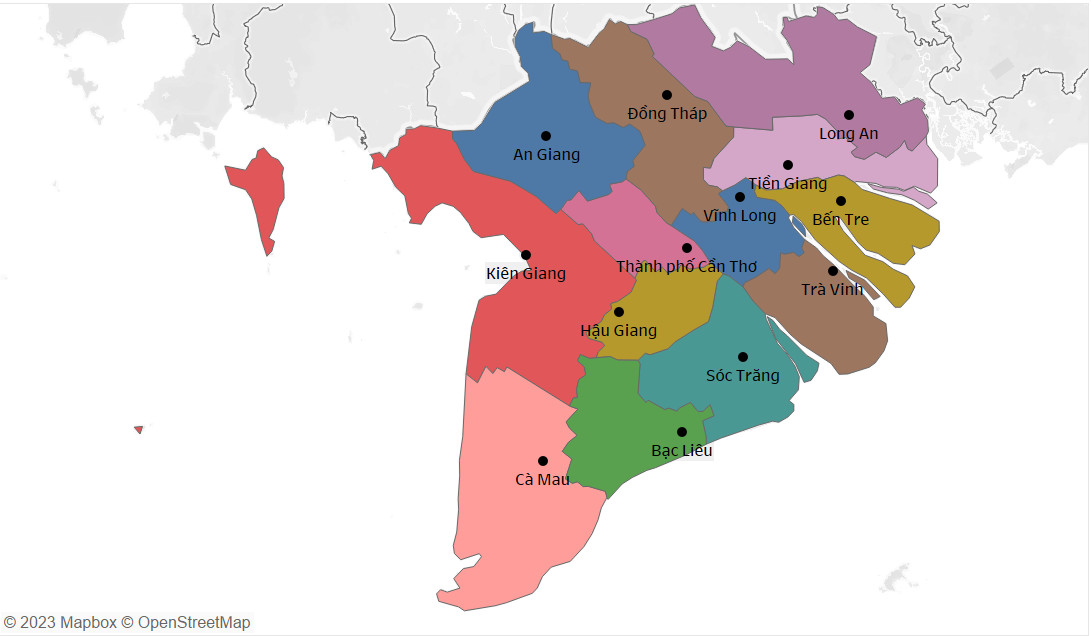 Đồng Tháp
Long An
An Giang
Tiền Giang
Vĩnh Long
Bến Tre
Thành phố Cần Thơ
Kiên Giang
Trà Vinh
Hậu Giang
Sóc Trăng
Bạc Liêu
Cà Mau
© 2023 Mapbox © OpenStreetMap